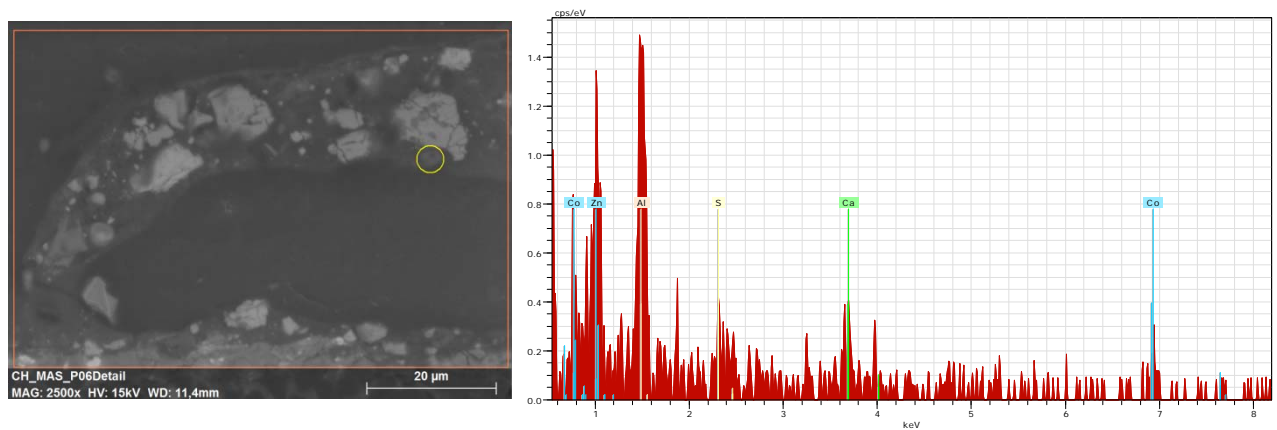 CH_MAS_P06Detail
MAG: 2500x HV: 15kV WD: 11,4mm
20 µm
cps/eV
1.4
1.2
1.0
0.8
0.6
0.4
0.2
0.0
Co Zn Al S Ca Co
1 2 3 4 5 6 7 8
keV